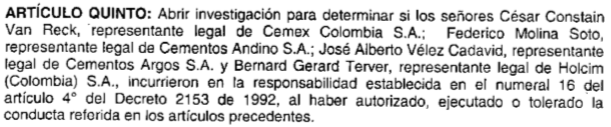 ARTÍCULO QUINTO: Abrir investigación para determinar si los señores César Constain
Van Reck, representante legal de Cemex Colombia S.A.; Federico Molina Soto,
representante legal de Cementos Andino S.A.; José Alberto Vélez Cadavid, representante
legal de Cementos Argos S.A. y Bernard Gerard Terver, representante legal de Holcim
(Colombia) S.A., incurrieron en la responsabilidad establecida en el numeral 16 del
artículo 4° del Decreto 2153 de 1992, al haber autorizado, ejecutado o tolerado la
conducta referida en los artículos precedentes.